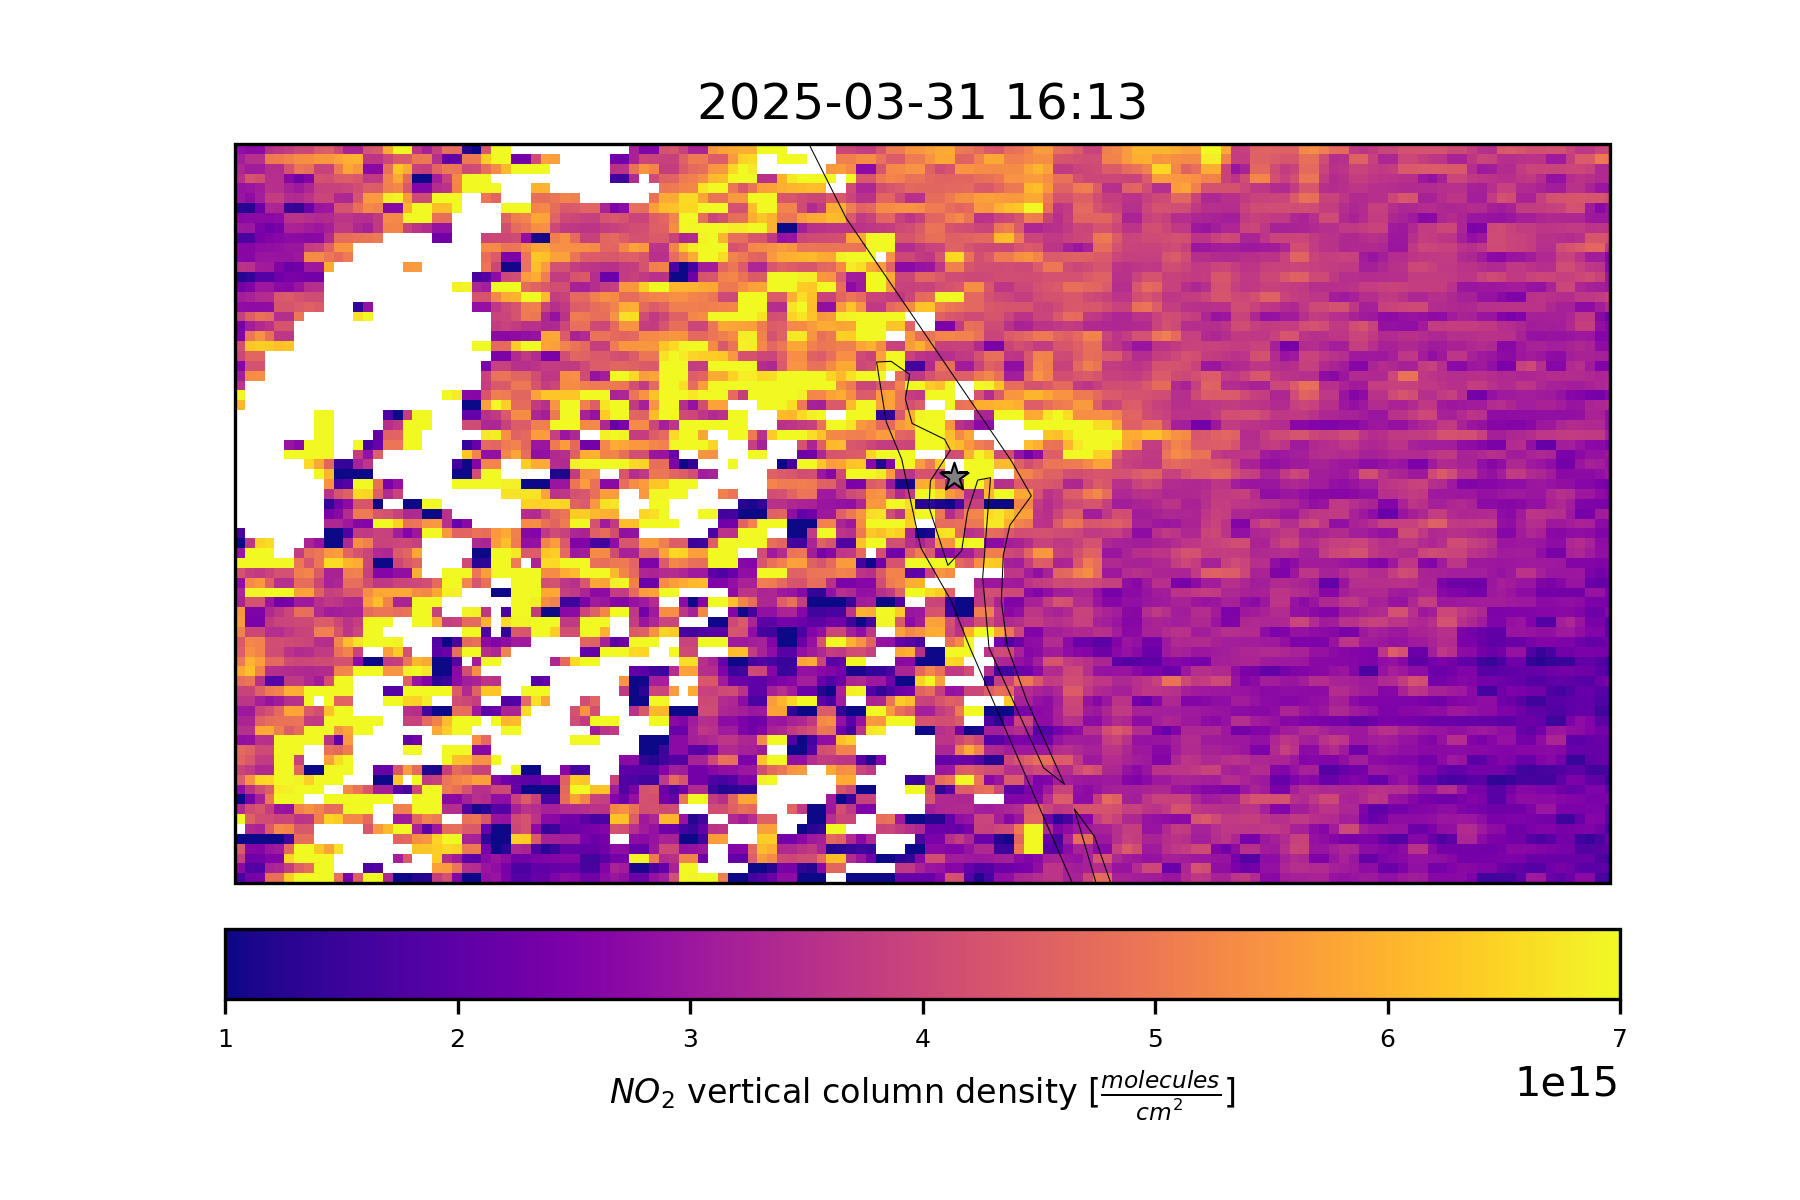 2025-03-31 16:13
1 2 3 4 5 6 7
1e15
NO₂ vertical column density [molecules/cm²]